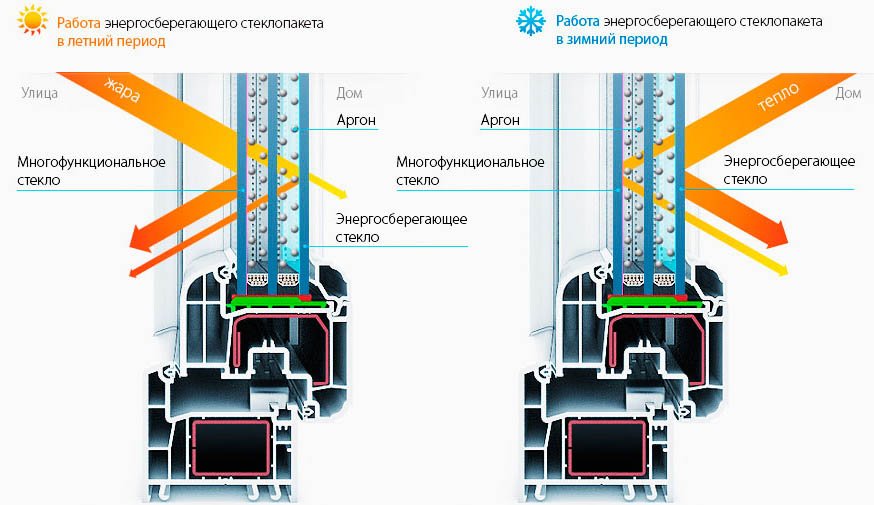 Работа энергосберегающего стеклопакета
в летний период
жара
Улица
Дом
Аргон
Многофункциональное
стекло
Энергосберегающее
стекло
Работа энергосберегающего стеклопакета
в зимний период
тепло
Улица
Дом
Аргон
Многофункциональное
стекло
Энергосберегающее
стекло